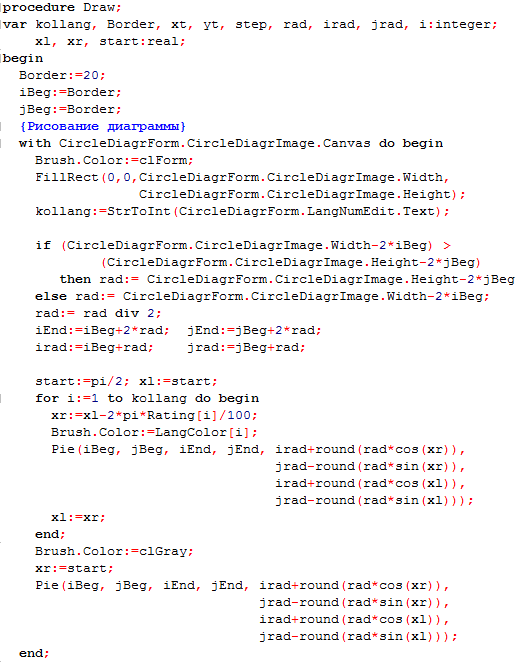 procedure Draw;
var kollang, Border, xt, yt, step, rad, irad, jrad, i:integer;
    xl, xr, start:real;
begin
  Border:=20;
  iBeg:=Border;
  jBeg:=Border;
  {Рисование диаграммы}
  with CircleDiagrForm.CircleDiagrImage.Canvas do begin
    Brush.Color:=clForm;
    FillRect(0,0,CircleDiagrForm.CircleDiagrImage.Width,
                 CircleDiagrForm.CircleDiagrImage.Height);
    kollang:=StrToInt(CircleDiagrForm.LangNumEdit.Text);

    if (CircleDiagrForm.CircleDiagrImage.Width-2*iBeg) >
            (CircleDiagrForm.CircleDiagrImage.Height-2*jBeg)
       then rad:= CircleDiagrForm.CircleDiagrImage.Height-2*jBeg
    else rad:= CircleDiagrForm.CircleDiagrImage.Width-2*iBeg;
    rad:= rad div 2;
    iEnd:=iBeg+2*rad;  jEnd:=jBeg+2*rad;
    irad:=iBeg+rad;    jrad:=jBeg+rad;

    start:=pi/2; xl:=start;
    for i:=1 to kollang do begin
      xr:=xl-2*pi*Rating[i]/100;
      Brush.Color:=LangColor[i];
      Pie(iBeg, jBeg, iEnd, jEnd, irad+round(rad*cos(xr)),
                                  jrad-round(rad*sin(xr)),
                                  irad+round(rad*cos(xl)),
                                  jrad-round(rad*sin(xl)));
      xl:=xr;
    end;
    Brush.Color:=clGray;
    xr:=start;
    Pie(iBeg, jBeg, iEnd, jEnd, irad+round(rad*cos(xr)),
                                jrad-round(rad*sin(xr)),
                                irad+round(rad*cos(xl)),
                                jrad-round(rad*sin(xl)));
  end;